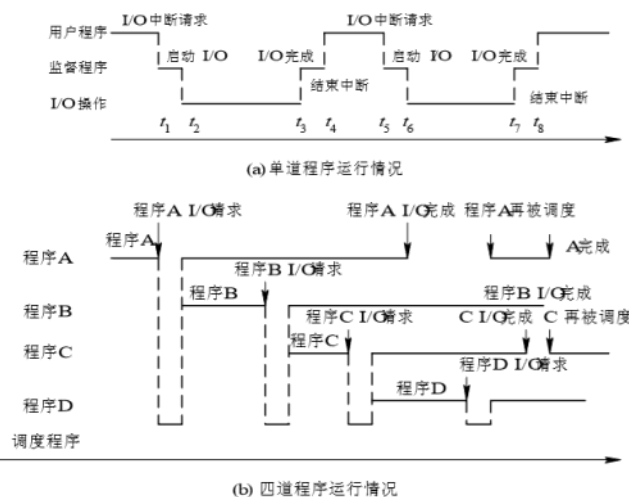 I/O 中断请求 I/O 中断请求
用户程序
启动 I/O I/O 完成 启动 I/O I/O 完成
监督程序
结束中断 结束中断
I/O 操作
t1 t2 t3 t4 t5 t6 t7 t8
(a) 单道程序运行情况
程序A I/O请求 程序A I/O完成 程序A再被调度
程序A A完成
程序A
程序B I/O请求
程序B 程序B I/O完成
程序B
程序C I/O请求 C I/O完成 C 再被调度
程序C
程序C
程序D I/O请求
程序D
程序D
调度程序
(b) 四道程序运行情况